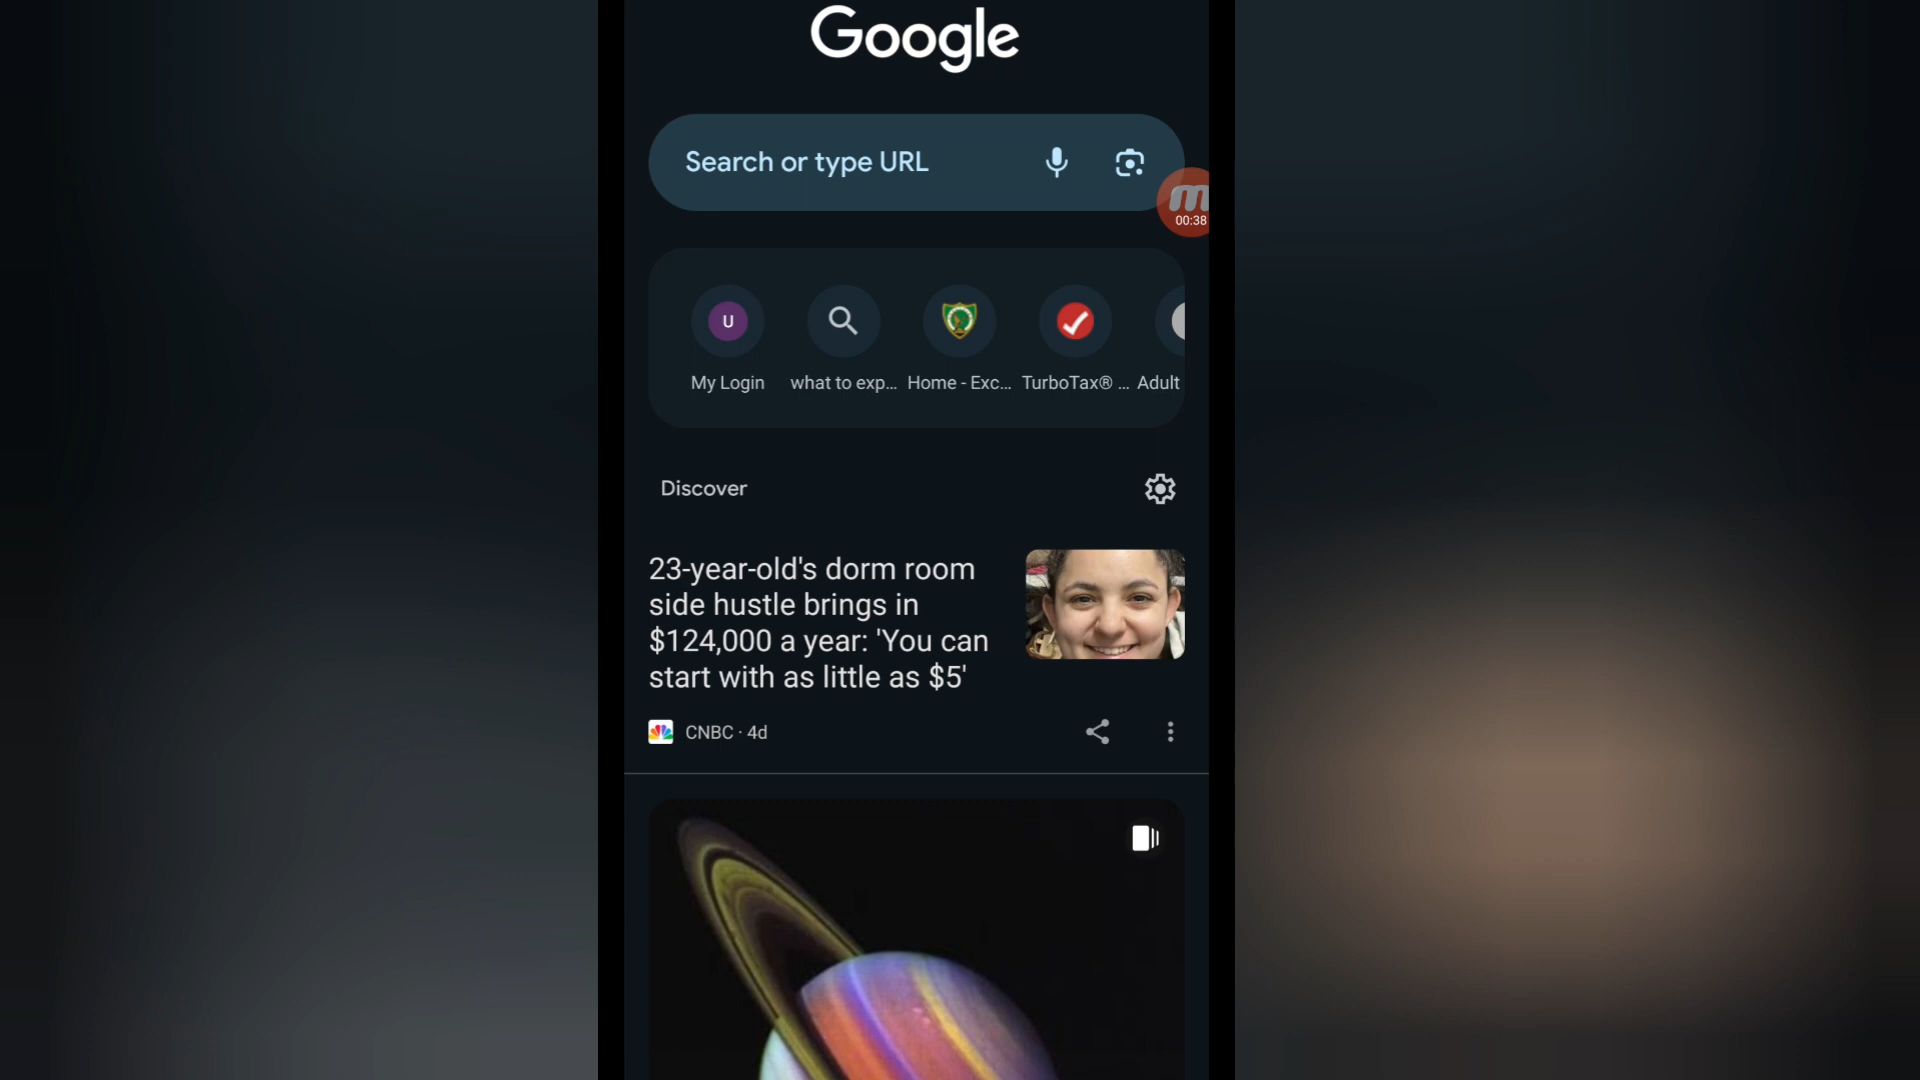 Google
Search or type URL
00:38
U
My Login
what to exp...
Home - Exc...
TurboTax® ...
Adult
Discover
23-year-old's dorm room
side hustle brings in
$124,000 a year: 'You can
start with as little as $5'
CNBC · 4d